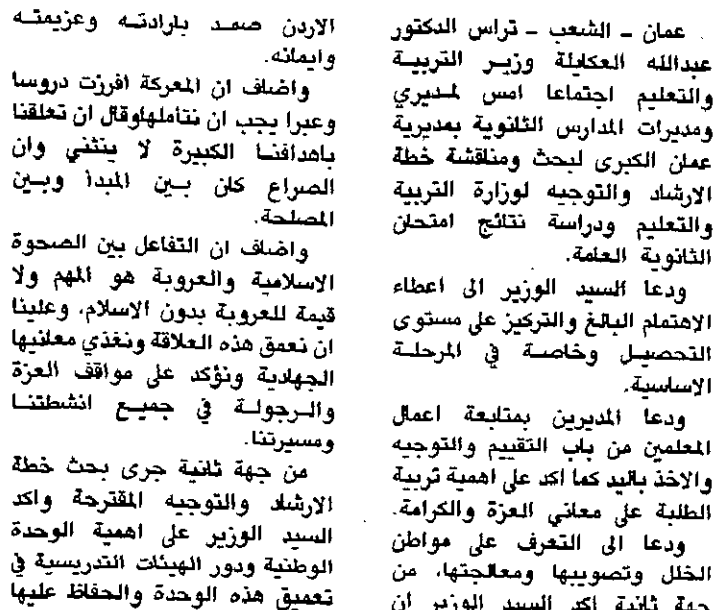 عمان ـ الشعب ـ تراس الدكتور
عبدالله العكايلة وزير التربية
والتعليم اجتماعا امس لمديري
ومديرات المدارس الثانوية بمديرية
عمان الكبرى لبحث ومناقشة خطة
الارشاد والتوجيه لوزارة التربية
والتعليم ودراسة نتائج امتحان
الثانوية العامة.
ودعا السيد الوزير الى اعطاء
الاهتمام البالغ والتركيز على مستوى
التحصيل وخاصة في المرحلة
الاساسية.
ودعا المديرين بمتابعة اعمال
المعلمين من باب التقييم والتوجيه
والاخذ باليد كما اكد على اهمية تربية
الطلبة على معاني العزة والكرامة.
ودعا الى التعرف على مواطن
الخلل وتصويبها ومعالجتها، من
جهة ثانية اكد السيد الوزير ان
الاردن صمد بارادته وعزيمته
وايمانه.
واضاف ان المعركة افرزت دروسا
وعبرا يجب ان نتأملهاوقال ان تعلقنا
باهدافنا الكبيرة لا ينثني وان
الصراع كان بين المبدأ وبين
المصلحة.
واضاف ان التفاعل بين الصحوة
الاسلامية والعروبة هو المهم ولا
قيمة للعروبة بدون الاسلام، وعلينا
ان نعمق هذه العلاقة ونغذي معانيها
الجهادية ونؤكد على مواقف العزة
والرجولة في جميع انشطتنا
ومسيرتنا.
من جهة ثانية جرى بحث خطة
الارشاد والتوجيه المقترحة واكد
السيد الوزير على اهمية الوحدة
الوطنية ودور الهيئات التدريسية في
تعميق هذه الوحدة والحفاظ عليها